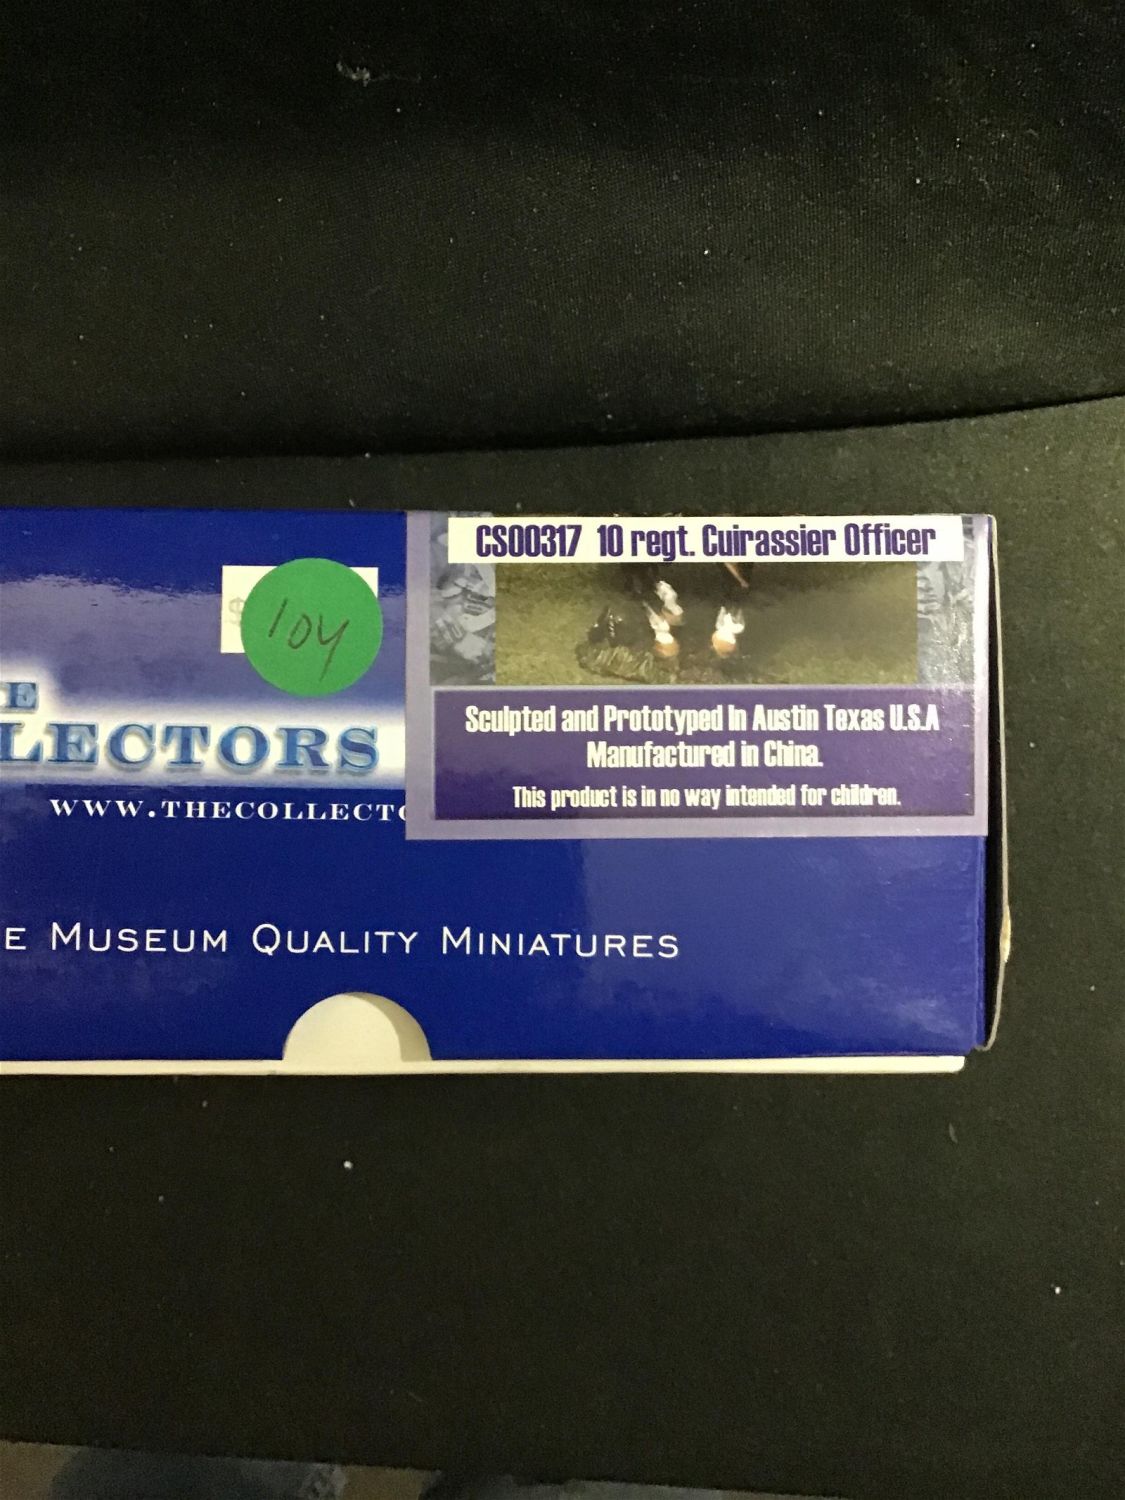 CS00317 10 regt. Cuirassier Officer
104
Sculpted and Prototyped In Austin Texas U.S.A
Manufactured in China.
This product is in no way intended for children.
E
LECTORS
WWW.THECOLLECTO
E MUSEUM QUALITY MINIATURES